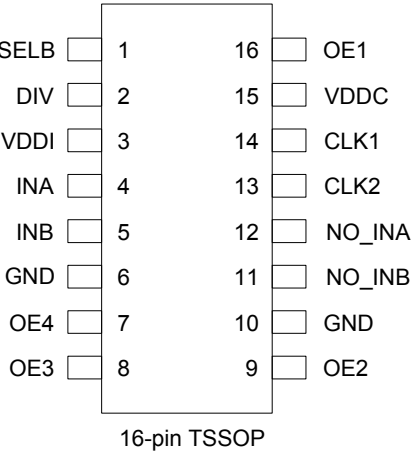 SELB 1 16 OE1
DIV 2 15 VDDC
VDDI 3 14 CLK1
INA 4 13 CLK2
INB 5 12 NO_INA
GND 6 11 NO_INB
OE4 7 10 GND
OE3 8 9 OE2
16-pin TSSOP